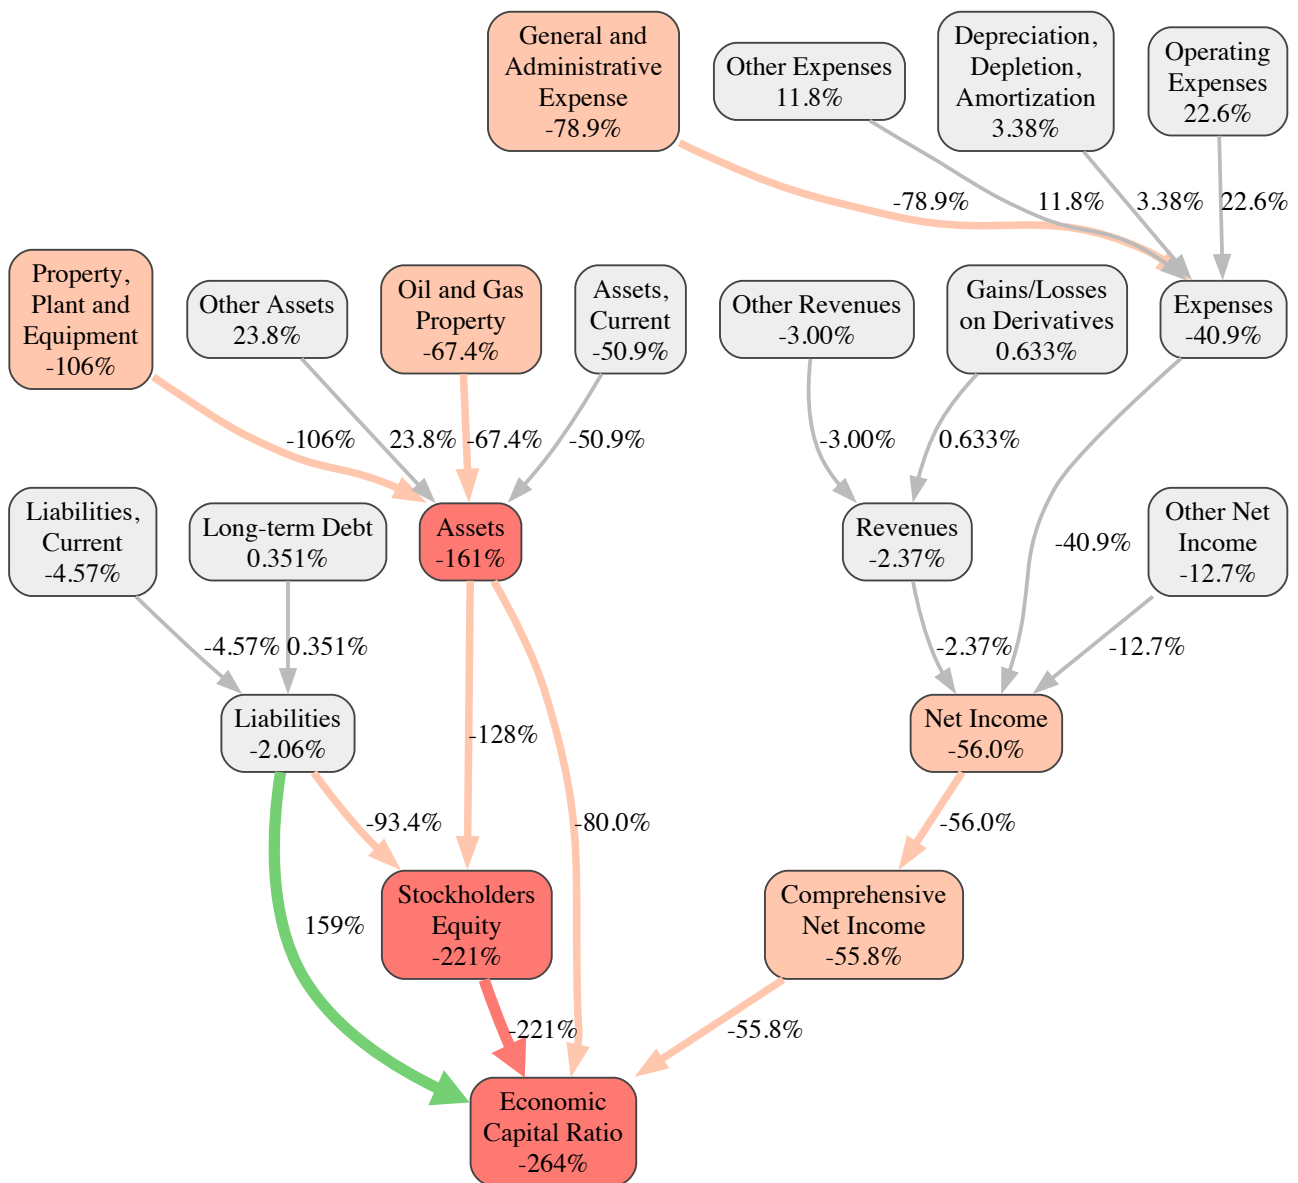 General and
Administrative
Expense
-78.9%
Other Expenses
11.8%
Depreciation,
Depletion,
Amortization
3.38%
Operating
Expenses
22.6%
-78.9%
11.8%
3.38%
22.6%
Property,
Plant and
Equipment
-106%
Other Assets
23.8%
Oil and Gas
Property
-67.4%
Assets,
Current
-50.9%
Other Revenues
-3.00%
Gains/Losses
on Derivatives
0.633%
Expenses
-40.9%
-106%
23.8%
-67.4%
-50.9%
-3.00%
0.633%
Liabilities,
Current
-4.57%
Long-term Debt
0.351%
Assets
-161%
Revenues
-2.37%
-40.9%
Other Net
Income
-12.7%
-4.57%
0.351%
-2.37%
-12.7%
Liabilities
-2.06%
-128%
Net Income
-56.0%
-93.4%
-80.0%
-56.0%
159%
Stockholders
Equity
-221%
Comprehensive
Net Income
-55.8%
-221%
-55.8%
Economic
Capital Ratio
-264%